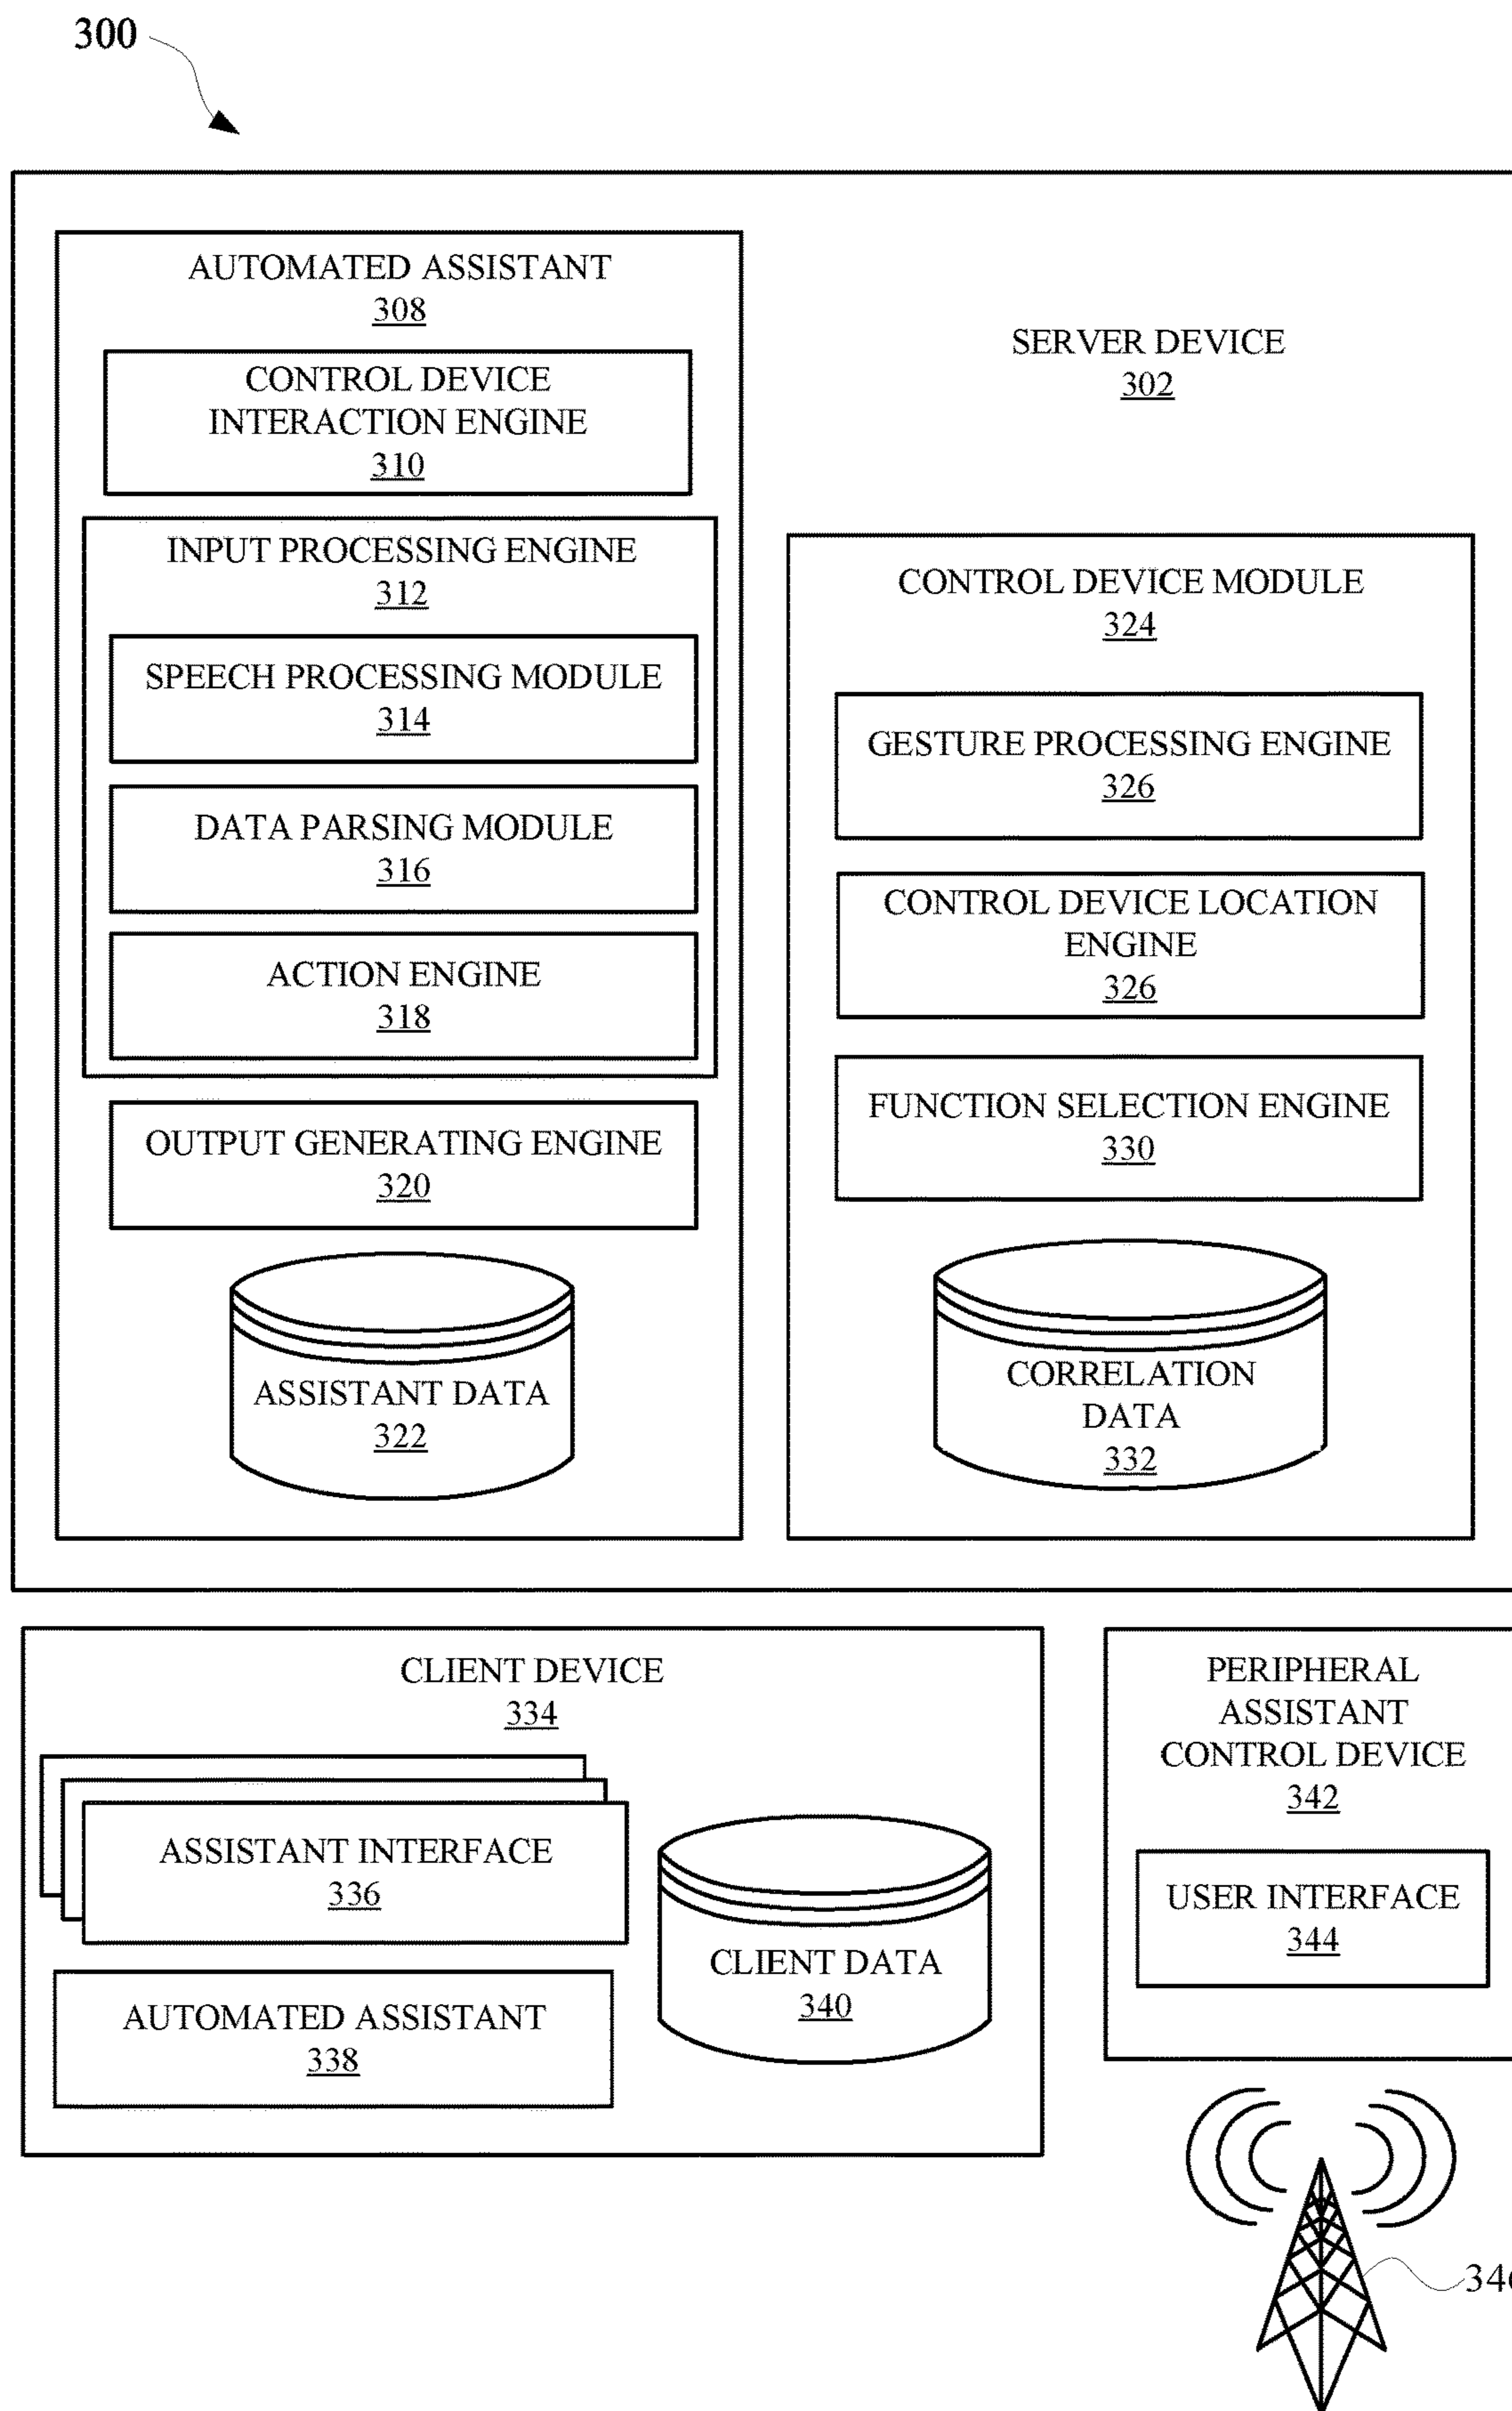 300
AUTOMATED ASSISTANT
308
CONTROL DEVICE
INTERACTION ENGINE
310
INPUT PROCESSING ENGINE
312
SPEECH PROCESSING MODULE
314
DATA PARSING MODULE
316
ACTION ENGINE
318
OUTPUT GENERATING ENGINE
320
ASSISTANT DATA
322
SERVER DEVICE
302
CONTROL DEVICE MODULE
324
GESTURE PROCESSING ENGINE
326
CONTROL DEVICE LOCATION
ENGINE
326
FUNCTION SELECTION ENGINE
330
CORRELATION
DATA
332
CLIENT DEVICE
334
ASSISTANT INTERFACE
336
AUTOMATED ASSISTANT
338
CLIENT DATA
340
PERIPHERAL
ASSISTANT
CONTROL DEVICE
342
USER INTERFACE
344